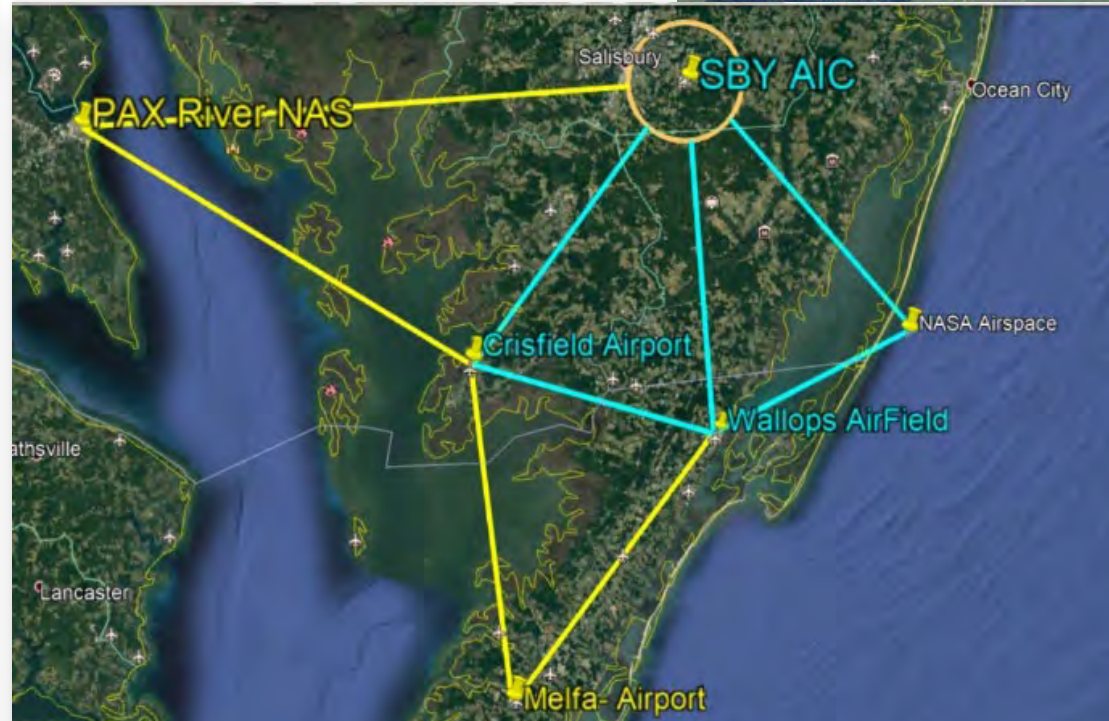 Salisbury
SBY AIC
Ocean City
PAX River NAS
NASA Airspace
Crisfield Airport
Wallops AirField
athsville
Lancaster
Melfa- Airport